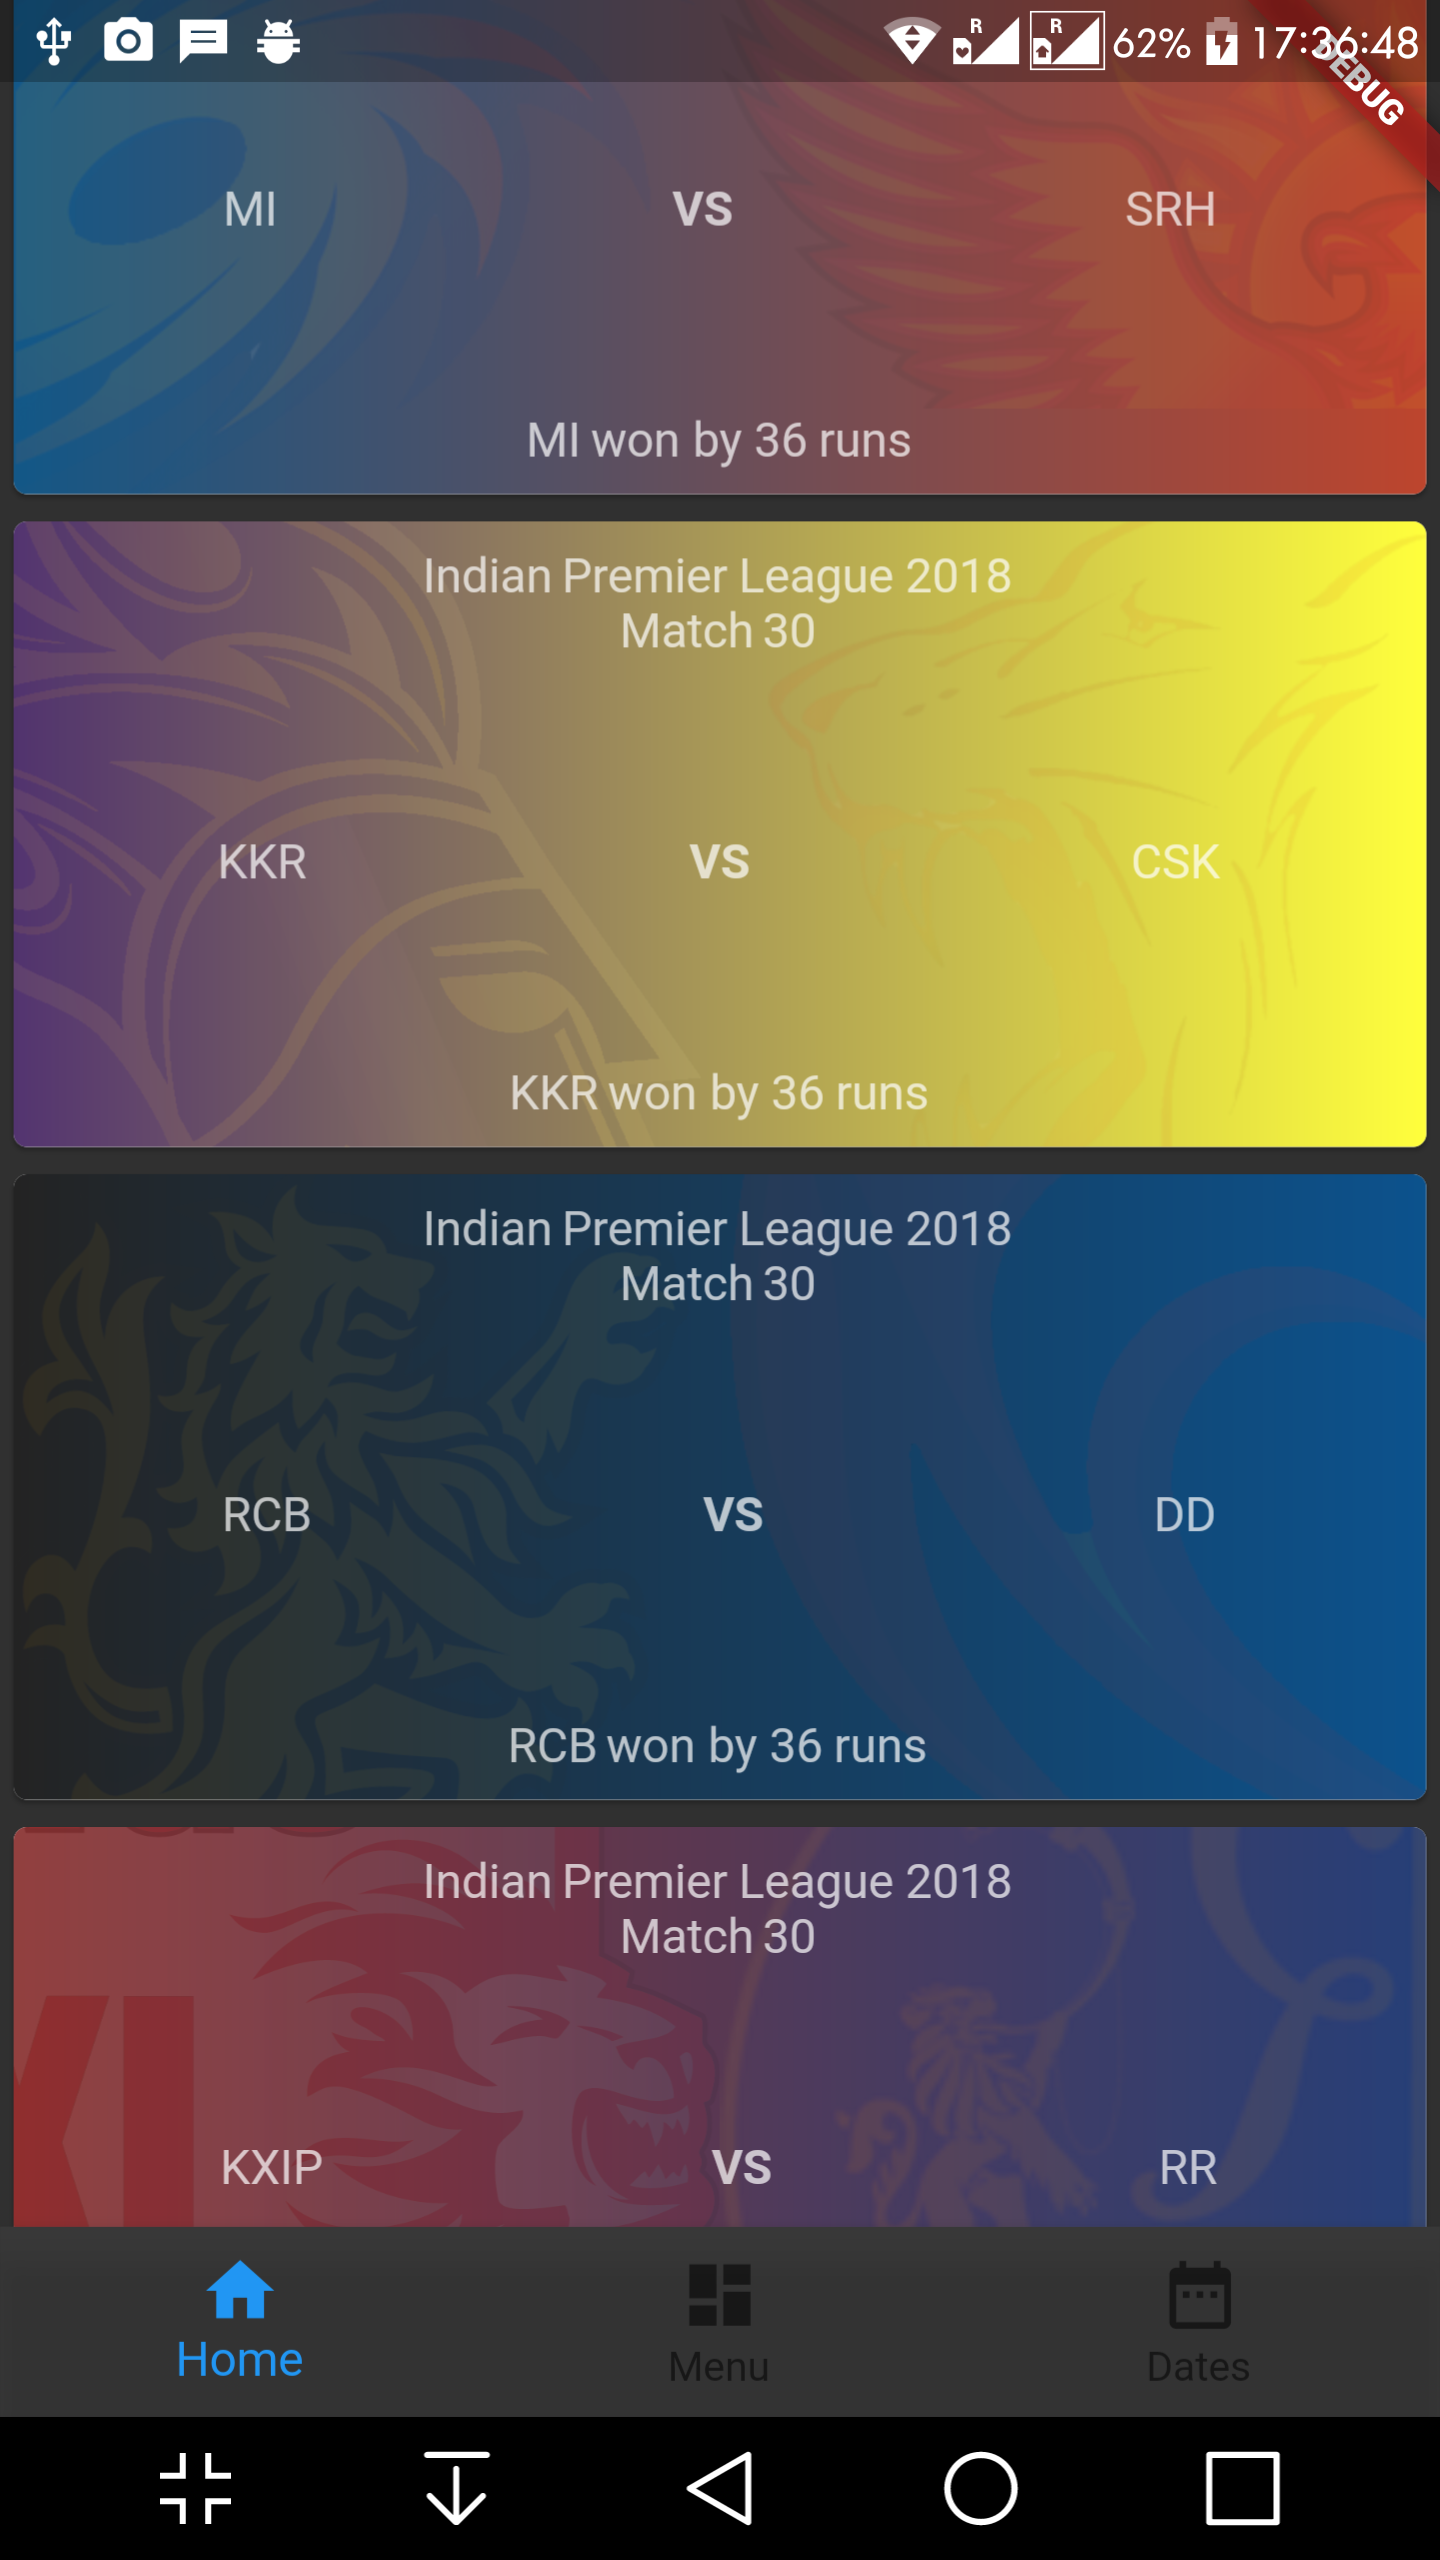 62% 17:36:48
DEBUG
MI VS SRH
MI won by 36 runs
Indian Premier League 2018
Match 30
KKR VS CSK
KKR won by 36 runs
Indian Premier League 2018
Match 30
RCB VS DD
RCB won by 36 runs
Indian Premier League 2018
Match 30
KXIP VS RR
Home Menu Dates